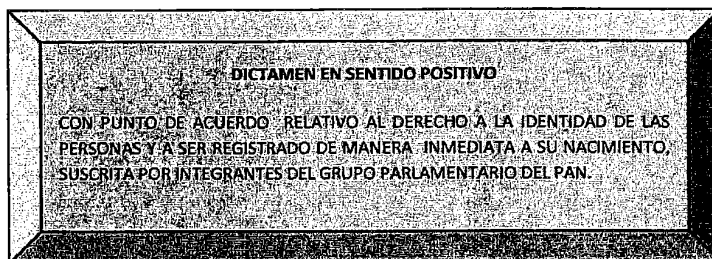 DICTAMEN EN SENTIDO POSITIVO
CON PUNTO DE ACUERDO RELATIVO AL DERECHO A LA IDENTIDAD DE LAS
PERSONAS Y A SER REGISTRADO DE MANERA INMEDIATA A SU NACIMIENTO,
SUSCRITA POR INTEGRANTES DEL GRUPO PARLAMENTARIO DEL PAN.